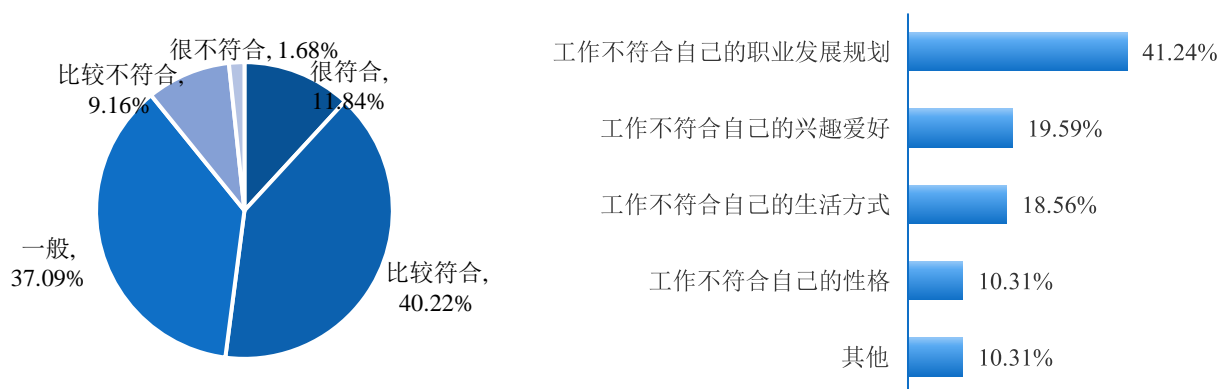 很不符合, 1.68%
很符合,
11.84%
比较不符合,
9.16%
一般,
37.09%
比较符合,
40.22%
工作不符合自己的职业发展规划
41.24%
工作不符合自己的兴趣爱好
19.59%
工作不符合自己的生活方式
18.56%
工作不符合自己的性格
10.31%
其他
10.31%